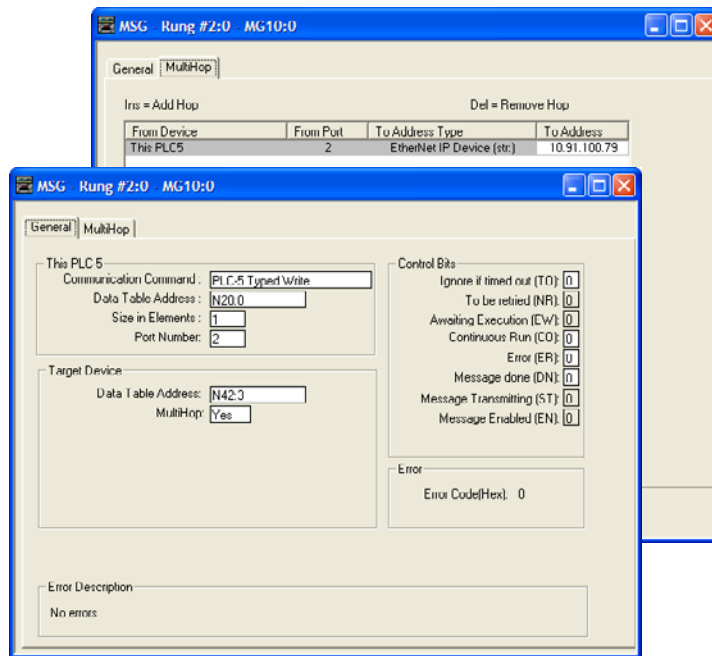 MSG - Rung #2:0 - MG10:0
General MultiHop
Ins = Add Hop Del = Remove Hop
From Device From Port To Address Type To Address
This PLC5 2 EtherNet IP Device (str.) 10.91.100.79
MSG - Rung #2:0 - MG10:0
General MultiHop
This PLC 5
Communication Command : PLC-5 Typed Write
Data Table Address : N20:0
Size in Elements : 1
Port Number: 2
Target Device
Data Table Address: N42:3
MultiHop: Yes
Control Bits
Ignore if timed out (TO): 0
To be retried (NR): 0
Awaiting Execution (EW): 0
Continuous Run (CO): 0
Error (ER): 0
Message done (DN): 0
Message Transmitting (ST): 0
Message Enabled (EN): 0
Error
Error Code(Hex): 0
Error Description
No errors